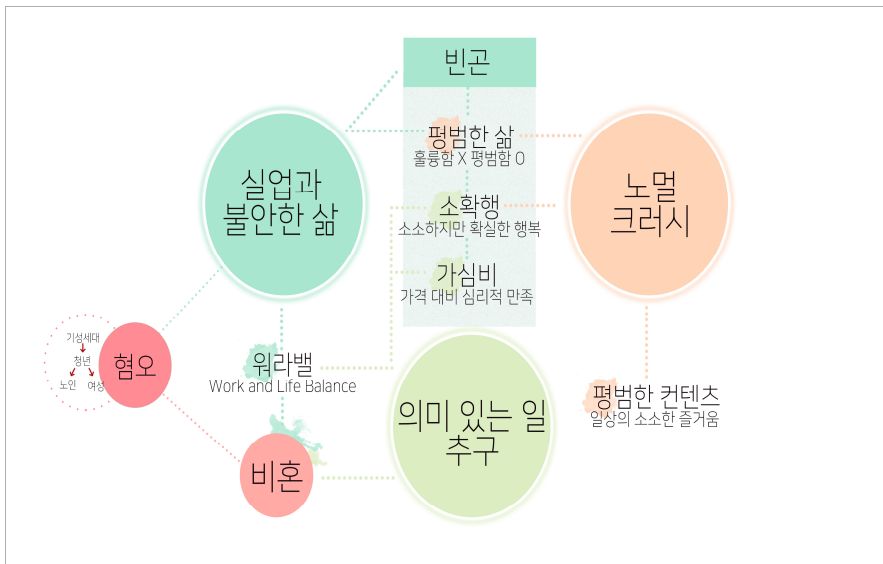 빈곤
평범한 삶
훌륭함 X 평범함 O
실업과
불안한 삶
노멀
크러시
소확행
소소하지만 확실한 행복
가심비
가격 대비 심리적 만족
기성세대
청년
노인 여성
혐오
워라밸
Work and Life Balance
의미 있는 일
추구
평범한 컨텐츠
일상의 소소한 즐거움
비혼